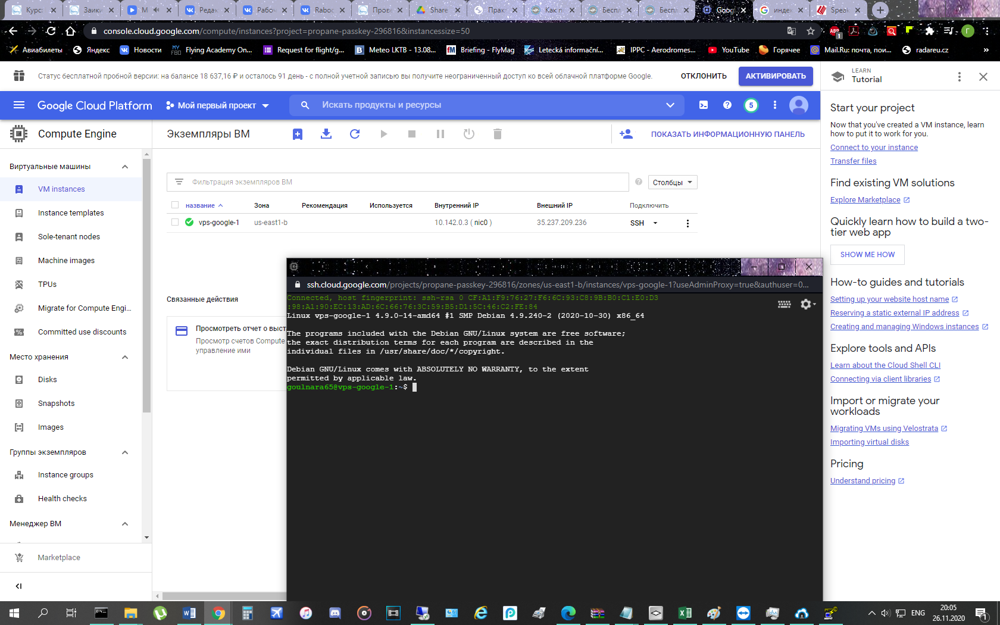 Курс:
Заики
М
Редак
Рабоч
Rabос
Прове
Share
Прак
Как п
Беспл
Беспл
Goog
индек
Speak
console.cloud.google.com/compute/instances?project=propane-passkey-296816&instancessize=50
ABP
1
Г
Авиабилеты
Яндекс
Новости
MY FBO
Flying Academy On...
Request for flight/g...
B
Meteo LKTB - 13.08...
fM
Briefing - FlyMag
Letecká informační...
IPPC - Aerodromes...
YouTube
Горячее
Mail.Ru: почта, пои...
radareu.cz
»
Статус бесплатной пробной версии: на балансе 18 637,16 ₽ и осталось 91 день - с полной учетной записью вы получите неограниченный доступ ко всей облачной платформе Google.
ОТКЛОНИТЬ
АКТИВИРОВАТЬ
LEARN
Tutorial
Google Cloud Platform
Мой первый проект
Искать продукты и ресурсы
5
Compute Engine
Экземпляры ВМ
ПОКАЗАТЬ ИНФОРМАЦИОННУЮ ПАНЕЛЬ
Виртуальные машины
VM instances
Instance templates
Sole-tenant nodes
Machine images
TPUs
Migrate for Compute Engi...
Committed use discounts
Место хранения
Disks
Snapshots
Images
Группы экземпляров
Instance groups
Health checks
Менеджер ВМ
Marketplace
Фильтрация экземпляров ВМ
Столбцы
название
Зона
Рекомендация
Используется
Внутренний IP
Внешний IP
Подключить
vps-google-1
us-east1-b
10.142.0.3 ( nic0 )
35.237.209.236
SSH
Связанные действия
Просмотреть отчет о выст
Просмотр счетов Compute
управление ими
ssh.cloud.google.com/projects/propane-passkey-296816/zones/us-east1-b/instances/vps-google-1?useAdminProxy=true&authuser=0...
Connected, host fingerprint: ssh-rsa 0 CF:A1:F9:76:27:F6:6C:93:C8:9B:B0:C1:E0:D3
:98:A1:90:EC:13:AD:6C:66:76:3C:59:B5:D1:5C:46:C2:FE:84
Linux vps-google-1 4.9.0-14-amd64 #1 SMP Debian 4.9.240-2 (2020-10-30) x86_64
The programs included with the Debian GNU/Linux system are free software;
the exact distribution terms for each program are described in the
individual files in /usr/share/doc/*/copyright.
Debian GNU/Linux comes with ABSOLUTELY NO WARRANTY, to the extent
permitted by applicable law.
goulnara65@vps-google-1:~$
Start your project
Now that you've created a VM instance, learn
how to put it to work for you.
Connect to your instance
Transfer files
Find existing VM solutions
Explore Marketplace
Quickly learn how to build a two-
tier web app
SHOW ME HOW
How-to guides and tutorials
Setting up your website host name
Reserving a static external IP address
Creating and managing Windows instances
Explore tools and APIs
Learn about the Cloud Shell CLI
Connecting via client libraries
Import or migrate your
workloads
Migrating VMs using Velostrata
Importing virtual disks
Pricing
Understand pricing
ENG
20:05
26.11.2020
1